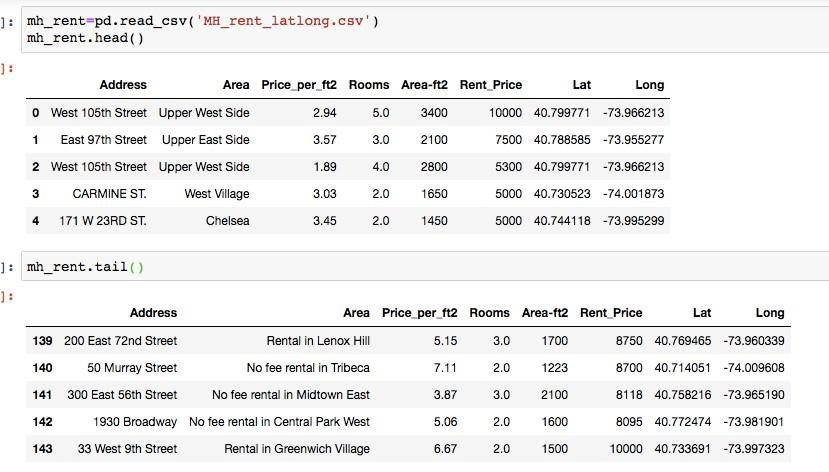 ]: mh_rent=pd.read_csv('MH_rent_latlong.csv')
mh_rent.head()
]:
Address Area Price_per_ft2 Rooms Area-ft2 Rent_Price Lat Long
0 West 105th Street Upper West Side 2.94 5.0 3400 10000 40.799771 -73.966213
1 East 97th Street Upper East Side 3.57 3.0 2100 7500 40.788585 -73.955277
2 West 105th Street Upper West Side 1.89 4.0 2800 5300 40.799771 -73.966213
3 CARMINE ST. West Village 3.03 2.0 1650 5000 40.730523 -74.001873
4 171 W 23RD ST. Chelsea 3.45 2.0 1450 5000 40.744118 -73.995299
]: mh_rent.tail()
]:
Address Area Price_per_ft2 Rooms Area-ft2 Rent_Price Lat Long
139 200 East 72nd Street Rental in Lenox Hill 5.15 3.0 1700 8750 40.769465 -73.960339
140 50 Murray Street No fee rental in Tribeca 7.11 2.0 1223 8700 40.714051 -74.009608
141 300 East 56th Street No fee rental in Midtown East 3.87 3.0 2100 8118 40.758216 -73.965190
142 1930 Broadway No fee rental in Central Park West 5.06 2.0 1600 8095 40.772474 -73.981901
143 33 West 9th Street Rental in Greenwich Village 6.67 2.0 1500 10000 40.733691 -73.997323